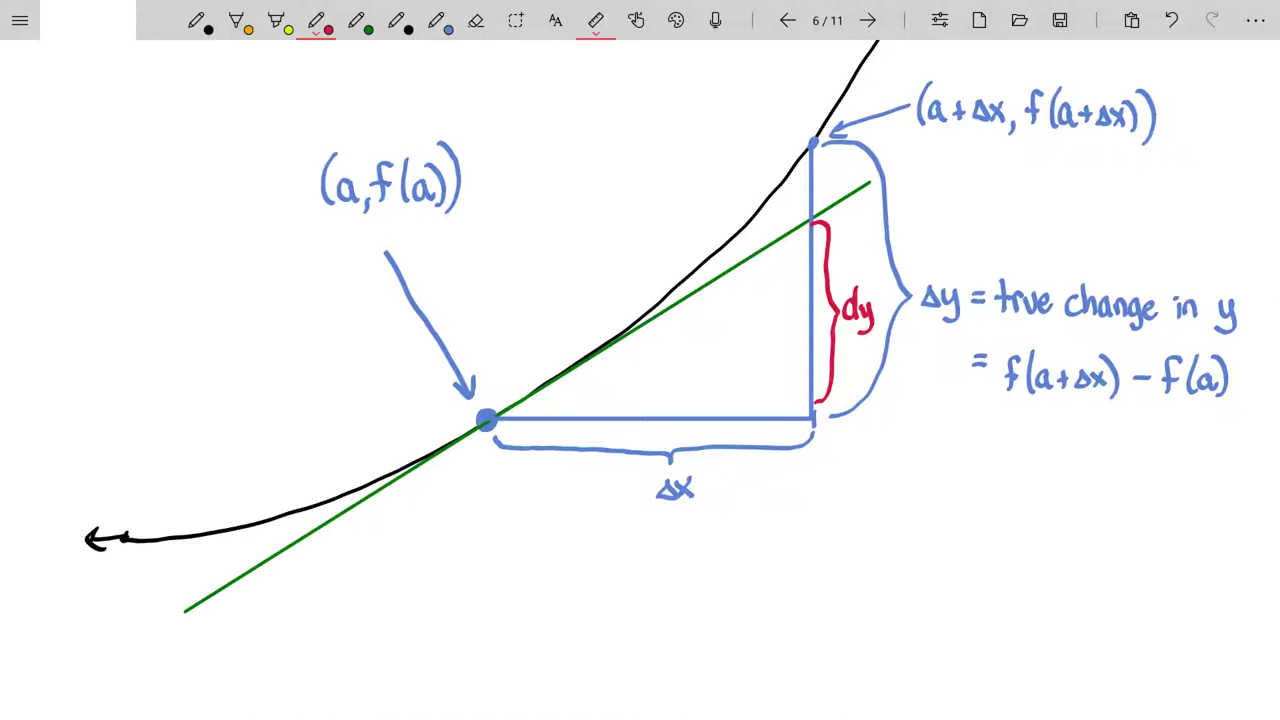 6 / 11
(a+Δx, f(a+Δx))
(a,f(a))
dy
Δy = true change in y
= f(a+Δx) - f(a)
Δx